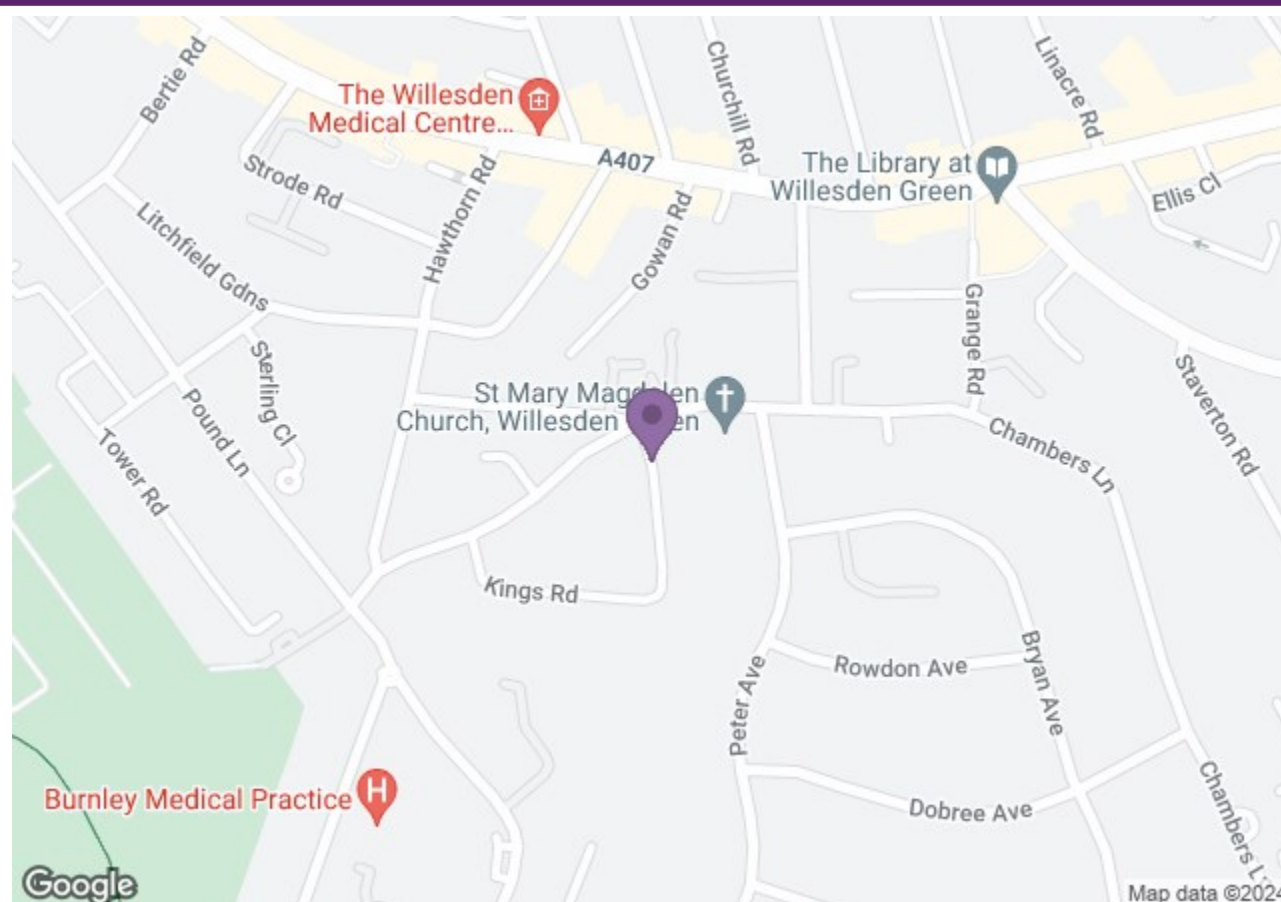 Bertie Rd
The Willesden
Medical Centre...
Churchill Rd
Linacre Rd
A407
The Library at
Willesden Green
Strode Rd
Hawthorn Rd
Ellis Cl
Litchfield Gdns
Gowan Rd
Grange Rd
Sterling Cl
St Mary Magdalen
Church, Willesden
Staverton Rd
Pound Ln
Tower Rd
Chambers Ln
Kings Rd
Bryan Ave
Rowdon Ave
Peter Ave
Burnley Medical Practice
H
Dobree Ave
Chambers
Google
Map data ©2024